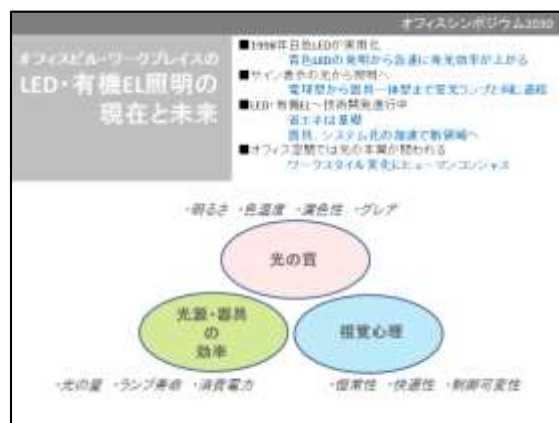 オフィスシンポジウム2010
オフィスビル・ワークプレイスの
LED・有機EL照明の
現在と未来
■1996年白色LEDが実用化
青色LEDの発明から急速に発光効率が上がる
■サイン表示の光から照明へ
電球型から器具一体型まで蛍光ランプと同じ過程
■LED・有機EL～技術開発進行中
省エネは基礎
器具、システム化の加速で新領域へ
■オフィス空間では光の本質が問われる
ワークスタイル変化にヒューマンコンシャス
・明るさ ・色温度 ・演色性 ・グレア
光の質
光源・器具
の
効率
視覚心理
・光の量 ・ランプ寿命 ・消費電力
・恒常性 ・快適性 ・制御可変性